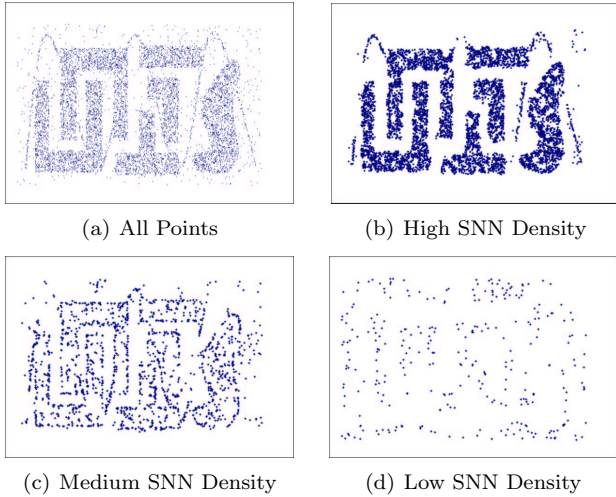 (a) All Points
(b) High SNN Density
(c) Medium SNN Density
(d) Low SNN Density